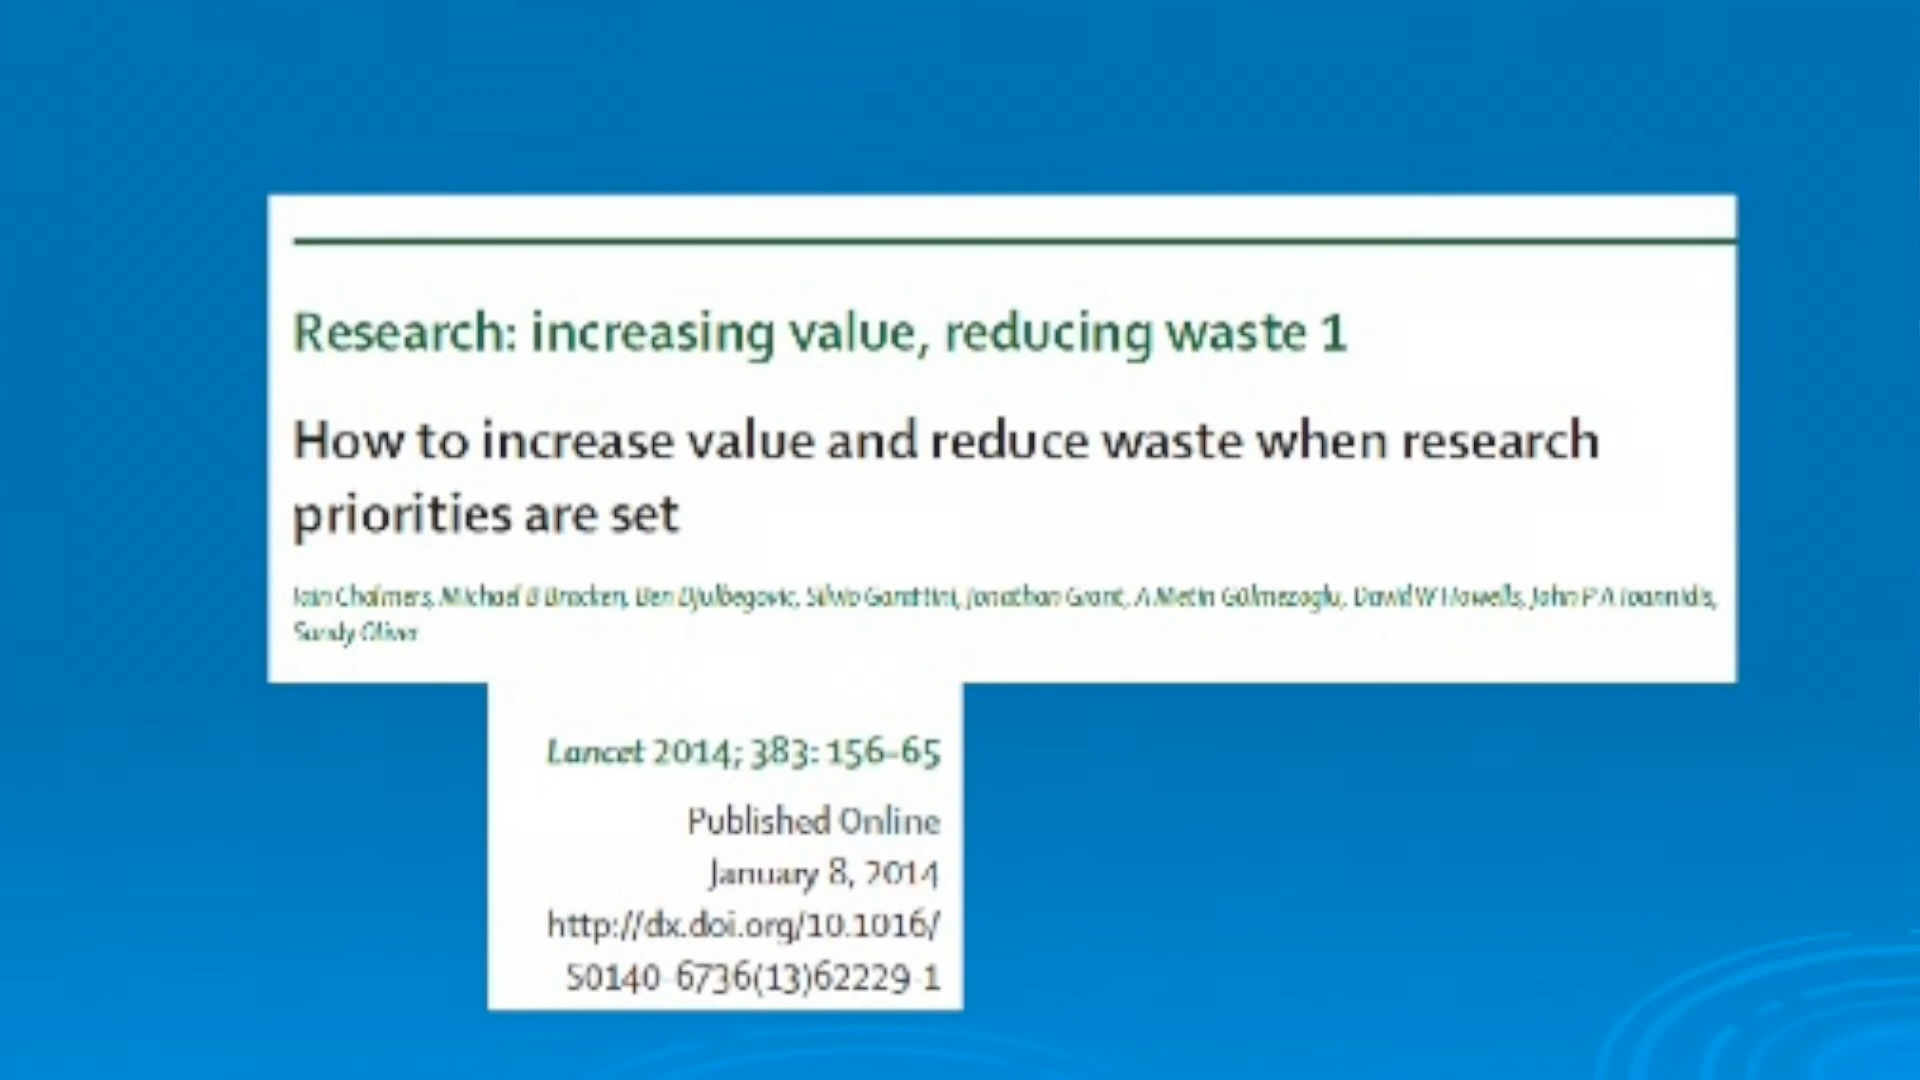 Research: increasing value, reducing waste 1
How to increase value and reduce waste when research
priorities are set
Iain Chalmers, Michael B Bracken, Ben Djulbegovic, Silvio Garattini, Jonathan Grant, A Metin Gülmezoglu, David W Howells, John P A Ioannidis,
Sandy Oliver
Lancet 2014; 383: 156-65
Published Online
January 8, 2014
http://dx.doi.org/10.1016/
S0140-6736(13)62229-1